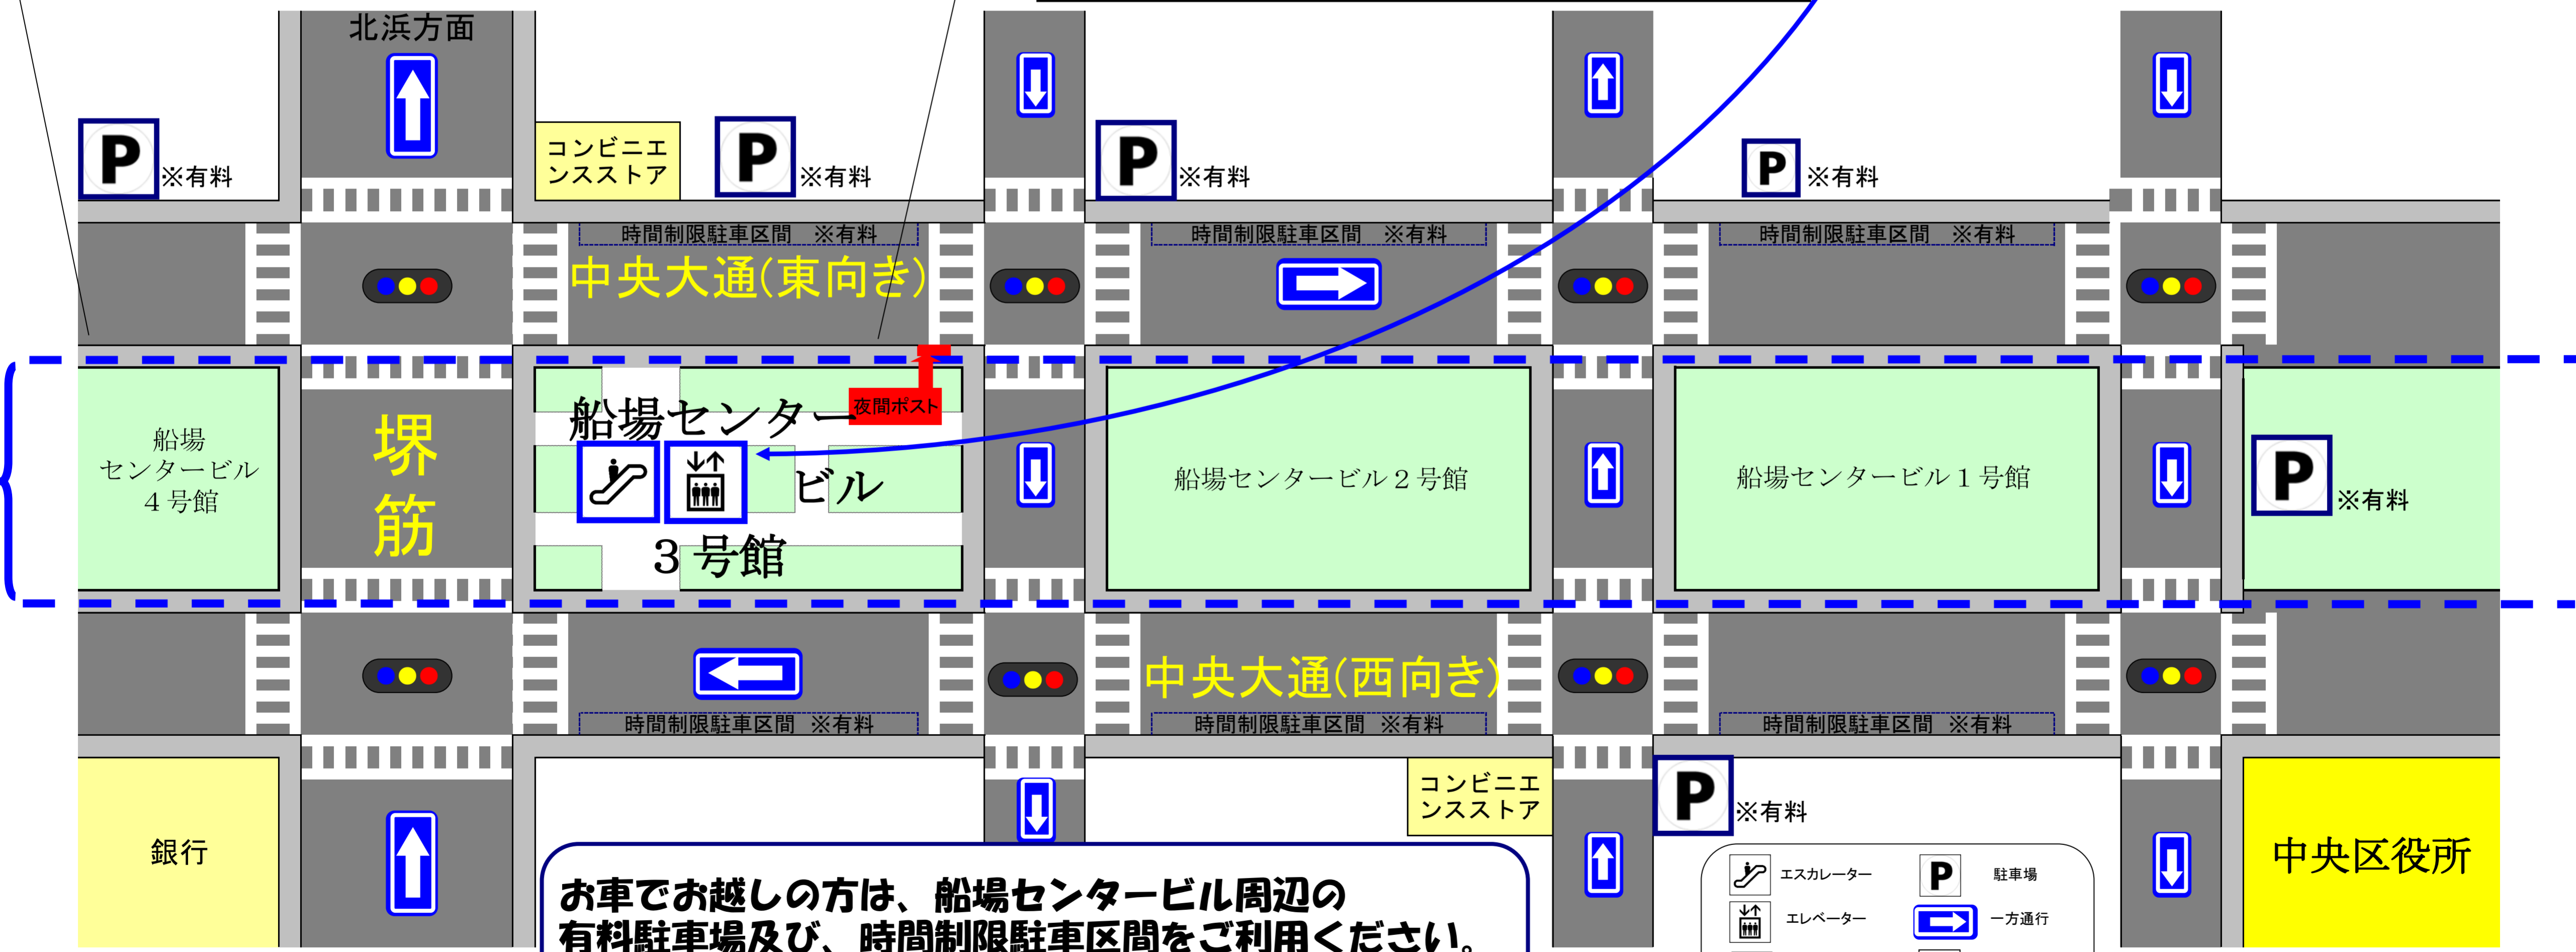 北浜方面
コンビニエ
ンスストア
P
※有料
P
※有料
P
※有料
P
※有料
時間制限駐車区間　※有料
時間制限駐車区間　※有料
時間制限駐車区間　※有料
中央大通(東向き)
船場
センタービル
４号館
堺
筋
船場センター
ビル
３号館
夜間ポスト
船場センタービル２号館
船場センタービル１号館
P
※有料
中央大通(西向き)
時間制限駐車区間　※有料
時間制限駐車区間　※有料
時間制限駐車区間　※有料
銀行
コンビニエ
ンスストア
P
※有料
中央区役所
お車でお越しの方は、船場センタービル周辺の
有料駐車場及び、時間制限駐車区間をご利用ください。
エスカレーター
P
駐車場
エレベーター
一方通行